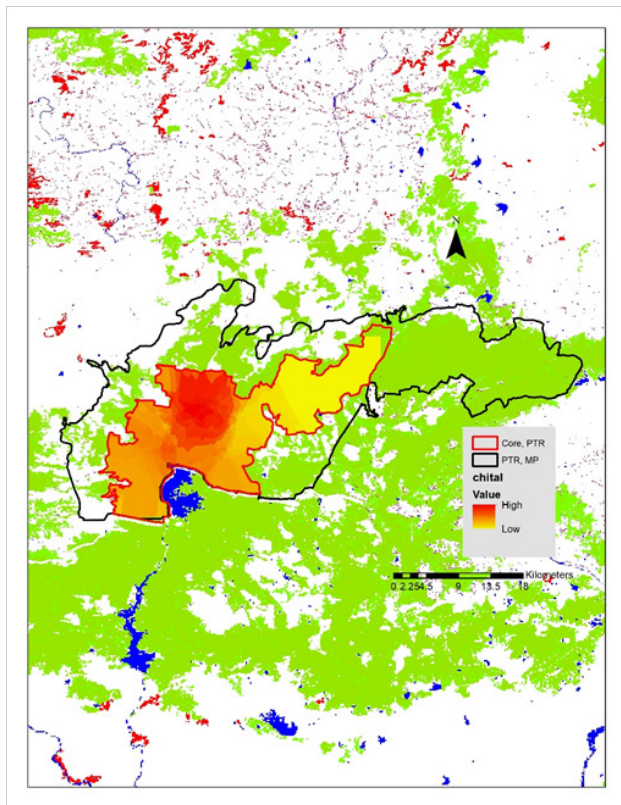 N
Core, PTR
PTR, MP
chital
Value
High
Low
Kilometers
0 2.25 4.5 9 13.5 18